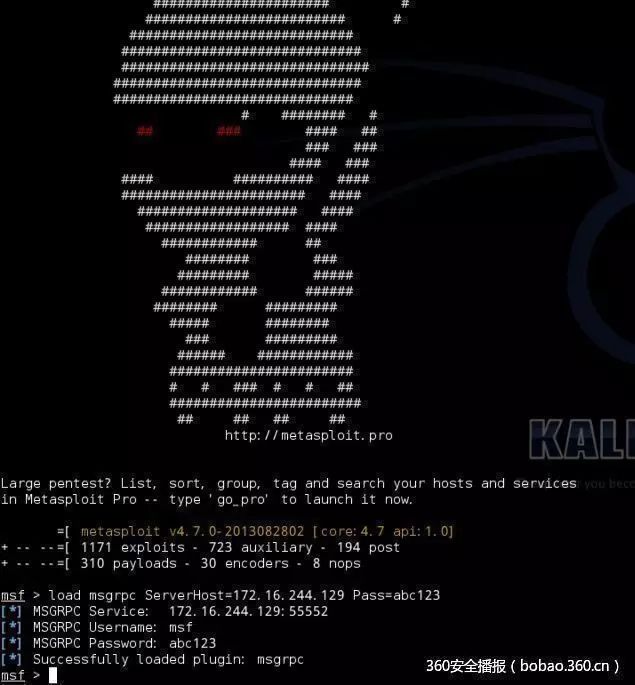 http://metasploit.pro
KALI
Large pentest? List, sort, group, tag and search your hosts and services
in Metasploit Pro -- type 'go_pro' to launch it now.
=[ metasploit v4.7.0-2013082802 [core:4.7 api:1.0]
+ -- --=[ 1171 exploits - 723 auxiliary - 194 post
+ -- --=[ 310 payloads - 30 encoders - 8 nops
msf > load msgrpc ServerHost=172.16.244.129 Pass=abc123
[*] MSGRPC Service:  172.16.244.129:55552
[*] MSGRPC Username: msf
[*] MSGRPC Password: abc123
[*] Successfully loaded plugin: msgrpc
msf >
360安全播报（bobao.360.cn）